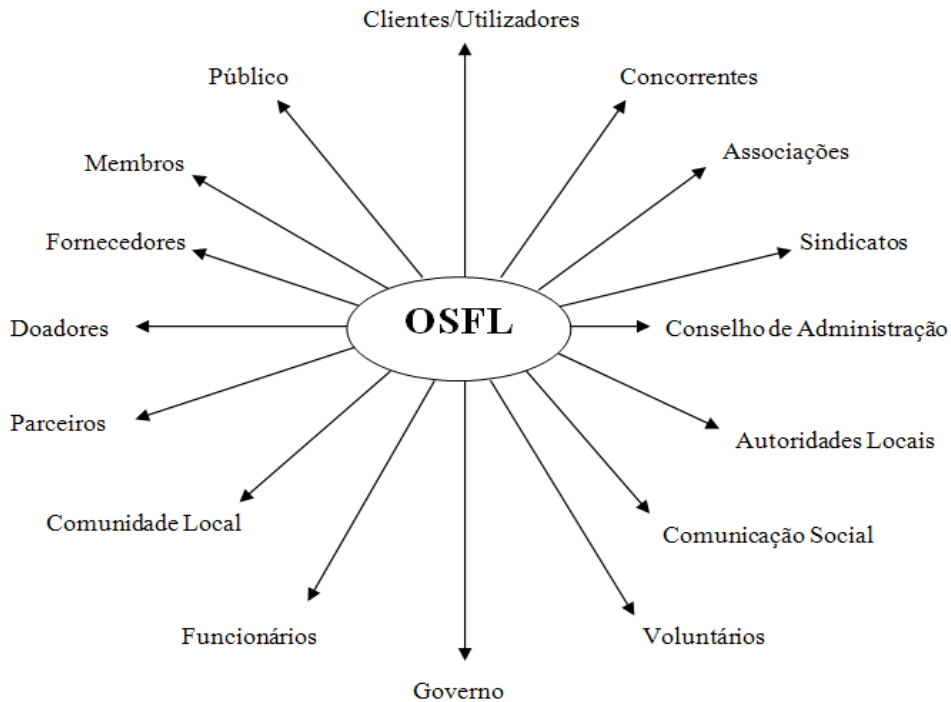 Clientes/Utilizadores
Público
Concorrentes
Membros
Associações
Fornecedores
Sindicatos
OSFL
Doadores
Conselho de Administração
Parceiros
Autoridades Locais
Comunidade Local
Comunicação Social
Funcionários
Voluntários
Governo